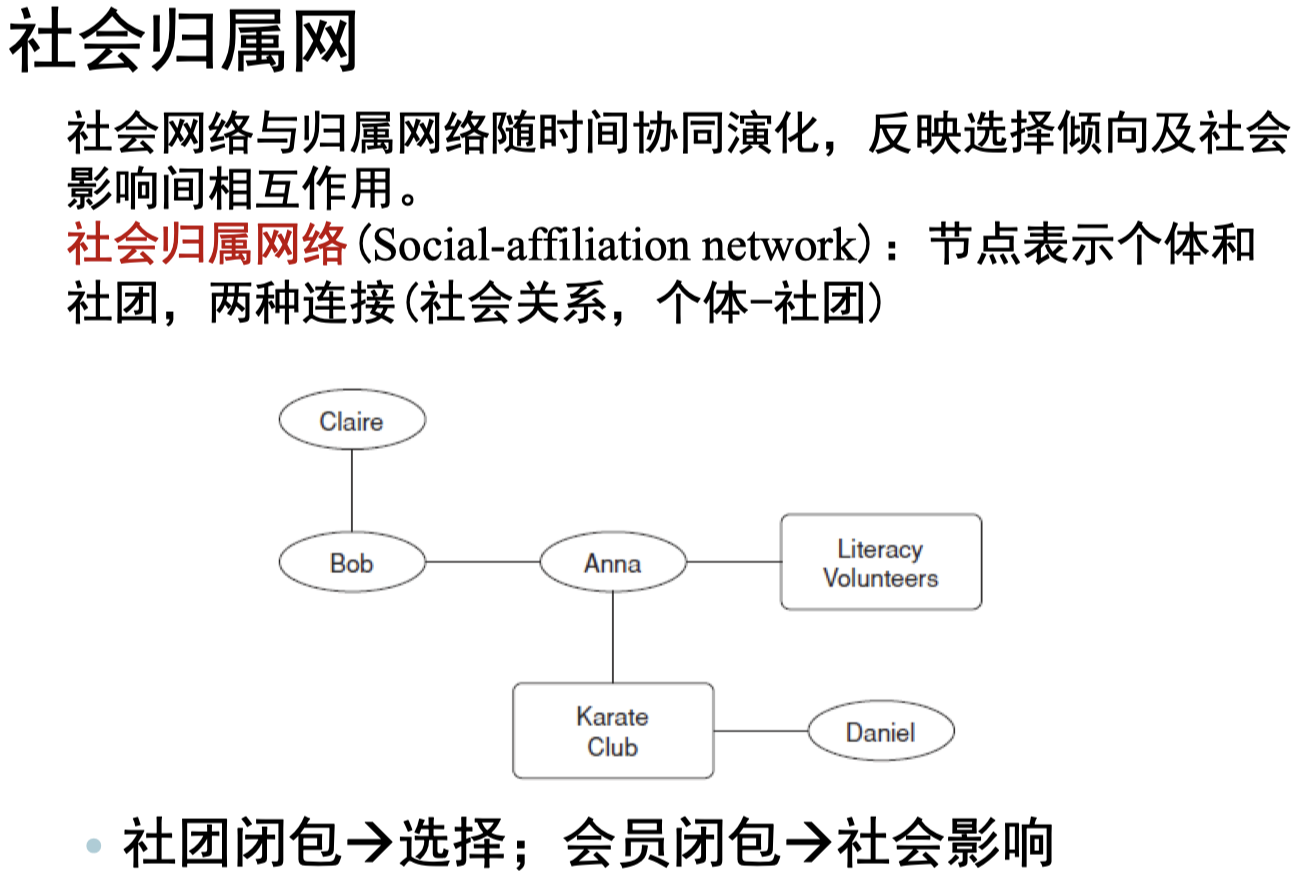 社会归属网
社会网络与归属网络随时间协同演化，反映选择倾向及社会
影响间相互作用。
社会归属网络(Social-affiliation network)：节点表示个体和
社团，两种连接(社会关系，个体-社团)
Claire
Bob
Anna
Literacy
Volunteers
Karate
Club
Daniel
• 社团闭包→选择；会员闭包→社会影响